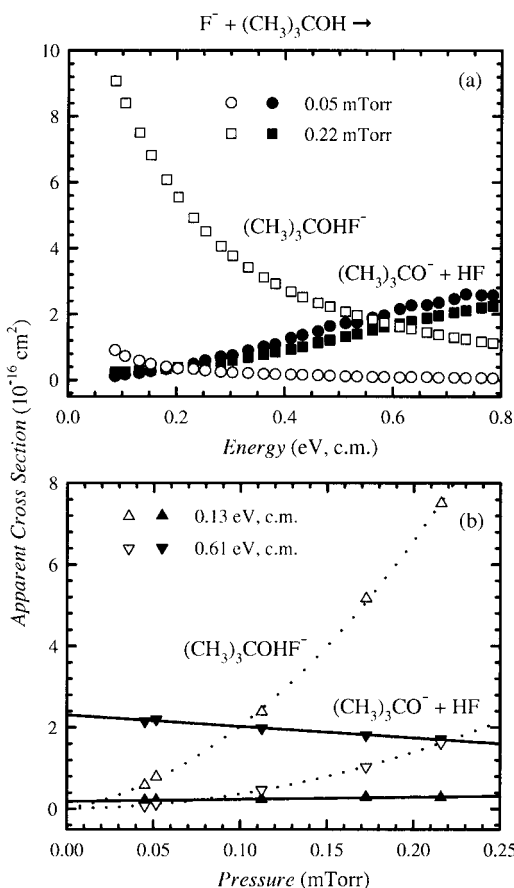 F⁻ + (CH₃)₃COH →
(a)
0.05 mTorr
0.22 mTorr
(CH₃)₃COHF⁻
(CH₃)₃CO⁻ + HF
10
8
6
4
2
0
0.0 0.2 0.4 0.6 0.8
Energy (eV, c.m.)
Apparent Cross Section (10⁻¹⁶ cm²)
(b)
0.13 eV, c.m.
0.61 eV, c.m.
(CH₃)₃COHF⁻
(CH₃)₃CO⁻ + HF
8
6
4
2
0
0.00 0.05 0.10 0.15 0.20 0.25
Pressure (mTorr)